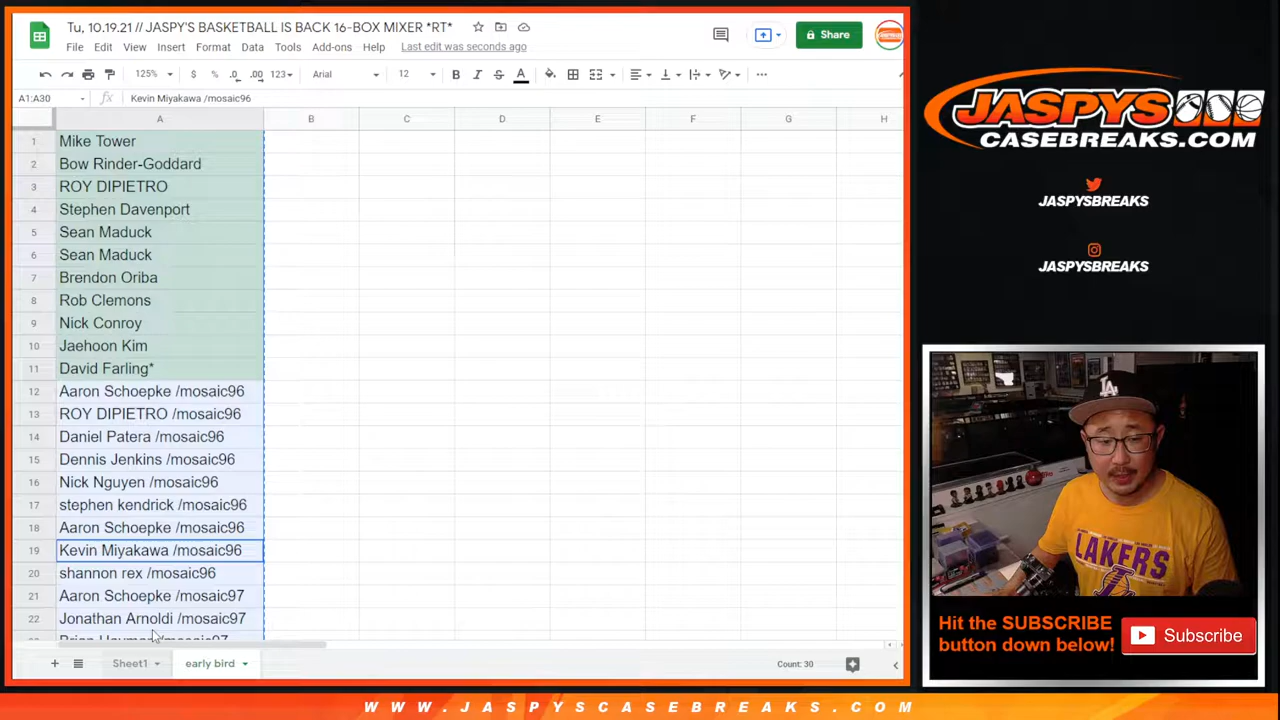 Tu, 10.19.21 // JASPY'S BASKETBALL IS BACK 16-BOX MIXER *RT*
File Edit View Insert Format Data Tools Add-ons Help Last edit was seconds ago
Share
125% $ % .0 .00 123 Arial 12 B I S A
A1:A30 fx Kevin Miyakawa /mosaic96
A B C D E F G H
1 Mike Tower
2 Bow Rinder-Goddard
3 ROY DIPIETRO
4 Stephen Davenport
5 Sean Maduck
6 Sean Maduck
7 Brendon Oriba
8 Rob Clemons
9 Nick Conroy
10 Jaehoon Kim
11 David Farling*
12 Aaron Schoepke /mosaic96
13 ROY DIPIETRO /mosaic96
14 Daniel Patera /mosaic96
15 Dennis Jenkins /mosaic96
16 Nick Nguyen /mosaic96
17 stephen kendrick /mosaic96
18 Aaron Schoepke /mosaic96
19 Kevin Miyakawa /mosaic96
20 shannon rex /mosaic96
21 Aaron Schoepke /mosaic97
22 Jonathan Arnoldi /mosaic97
Sheet1 early bird Count: 30
JASPYS
CASEBREAKS.COM
JASPYSBREAKS
JASPYSBREAKS
LA
LAKERS
Hit the SUBSCRIBE
button down below!
Subscribe
WWW.JASPYSCASEBREAKS.COM